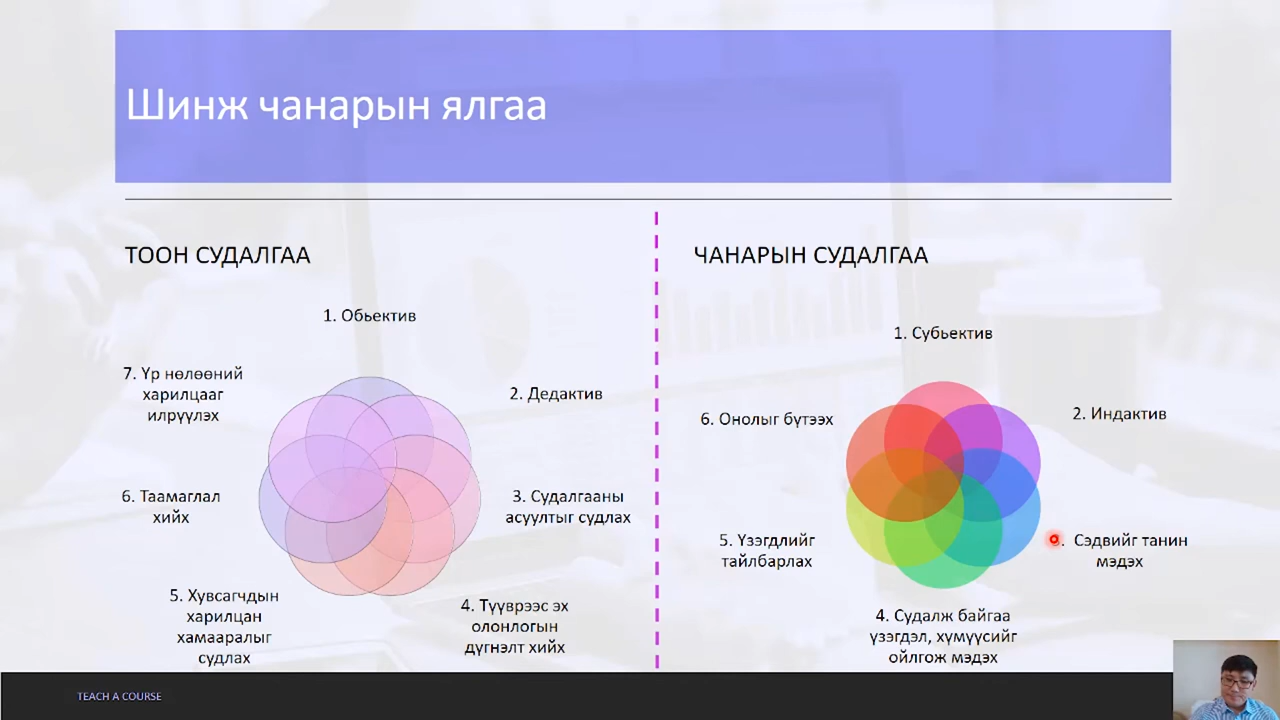 Шинж чанарын ялгаа
ТООН СУДАЛГАА
1. Обьектив
2. Дедактив
3. Судалгааны
асуултыг судлах
4. Түүврээс эх
олонлогын
дүгнэлт хийх
5. Хувсагчдын
харилцан
хамааралыг
судлах
6. Таамаглал
хийх
7. Үр нөлөөний
харилцааг
илрүүлэх
ЧАНАРЫН СУДАЛГАА
1. Субьектив
2. Индактив
. Сэдвийг танин
мэдэх
4. Судалж байгаа
үзэгдэл, хүмүүсийг
ойлгож мэдэх
5. Үзэгдлийг
тайлбарлах
6. Онолыг бүтээх
TEACH A COURSE